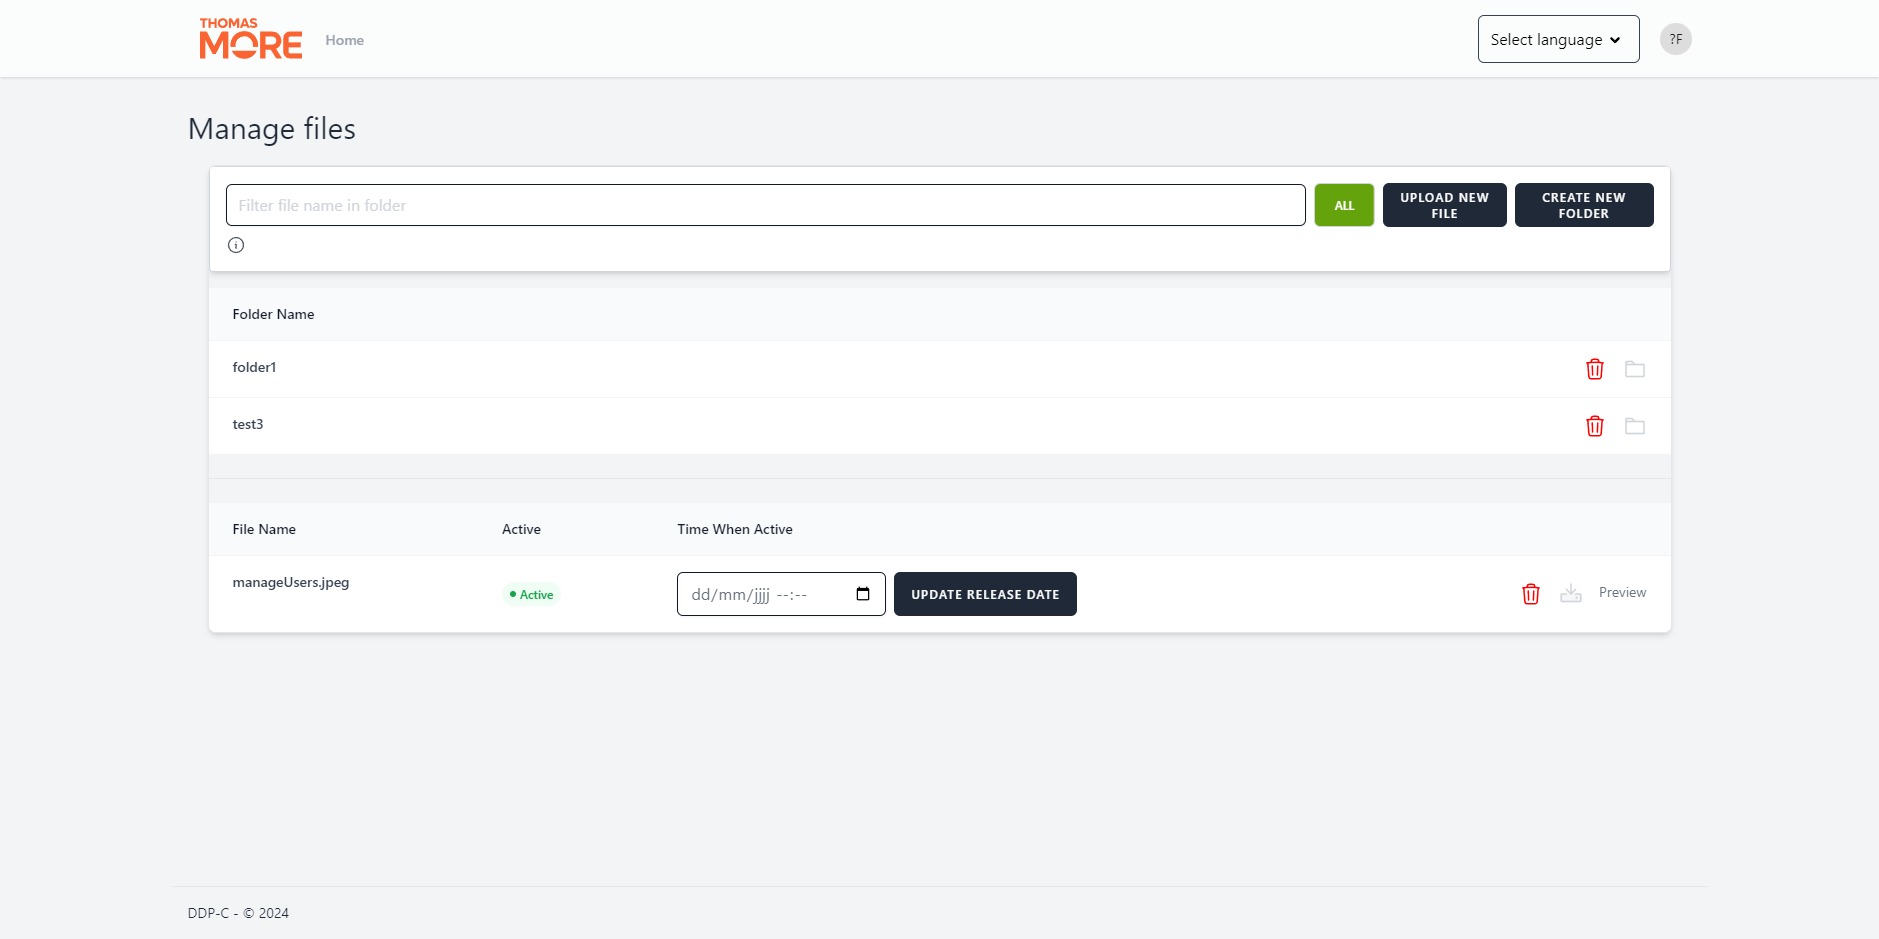 THOMAS
MORE
Home
Select language
?F
Manage files
Filter file name in folder
ALL
UPLOAD NEW
FILE
CREATE NEW
FOLDER
Folder Name
folder1
test3
File Name
Active
Time When Active
manageUsers.jpeg
Active
dd/mm/jjjj --:--
UPDATE RELEASE DATE
Preview
DDP-C - © 2024